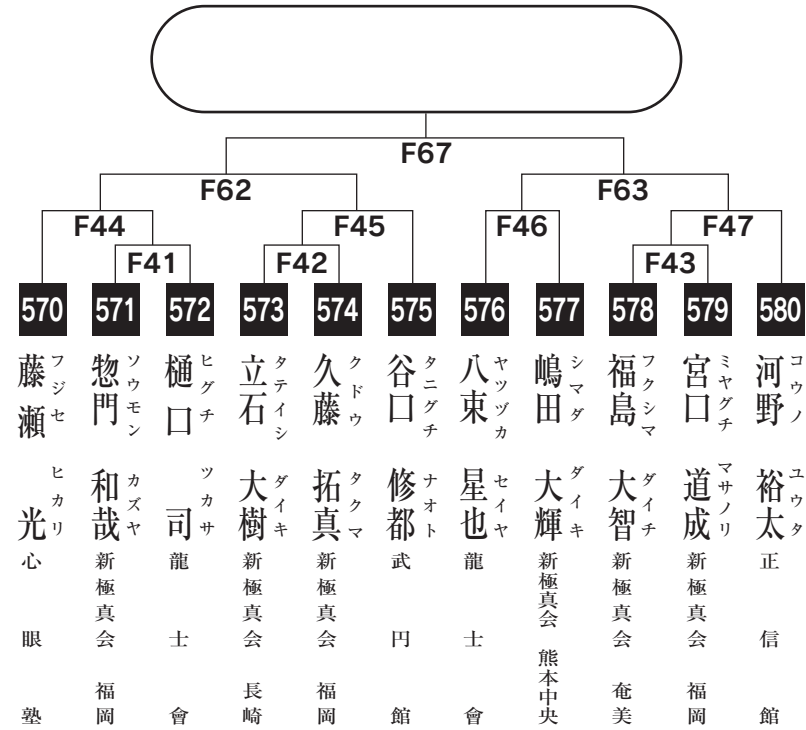 F67
F62
F63
F44
F45
F46
F47
F41
F42
F43
570
571
572
573
574
575
576
577
578
579
580
藤瀬 光
フジセ ヒカリ
心眼塾
惣門 和哉
ソウモン カズヤ
新極真会 福岡
樋口 司
ヒグチ ツカサ
龍士會
立石 大樹
タテイシ ダイキ
新極真会 長崎
久藤 拓真
クドウ タクマ
新極真会 福岡
谷口 修都
タニグチ ナオト
武円館
八束 星也
ヤツヅカ セイヤ
龍士會
嶋田 大輝
シマダ ダイキ
新極真会 熊本中央
福島 大智
フクシマ ダイチ
新極真会 奄美
宮口 道成
ミヤグチ マサノリ
新極真会 福岡
河野 裕太
コウノ ユウタ
正信館